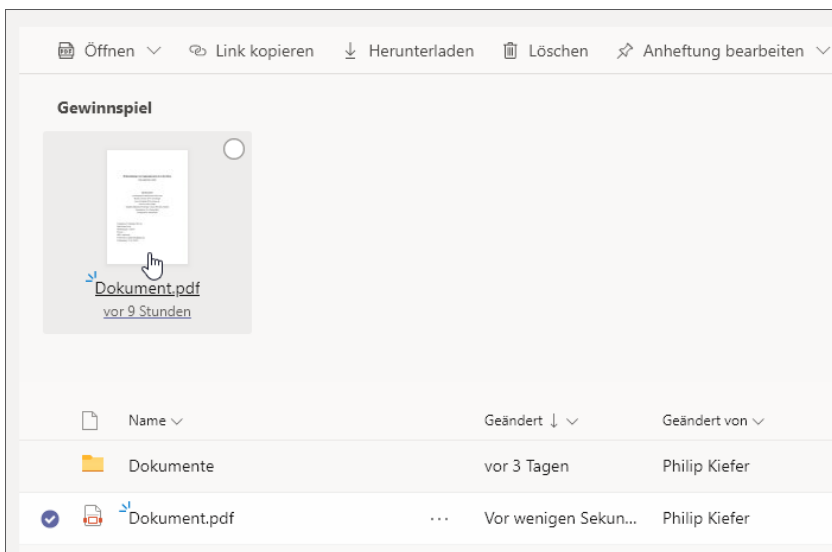 Öffnen Link kopieren Herunterladen Löschen Anheftung bearbeiten
Gewinnspiel
Dokument.pdf
vor 9 Stunden
Name Geändert ↓ Geändert von
Dokumente vor 3 Tagen Philip Kiefer
Dokument.pdf ... Vor wenigen Sekun... Philip Kiefer